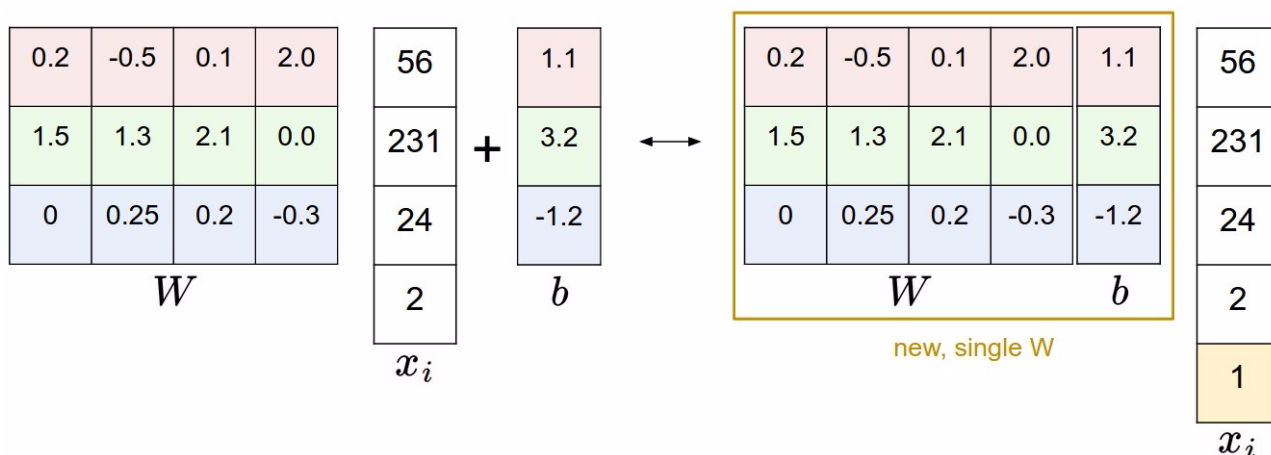 0.2 -0.5 0.1 2.0 56 1.1 0.2 -0.5 0.1 2.0 1.1 56
1.5 1.3 2.1 0.0 231 + 3.2 ↔ 1.5 1.3 2.1 0.0 3.2 231
0 0.25 0.2 -0.3 24 -1.2 0 0.25 0.2 -0.3 -1.2 24
W 2 b W b 2
new, single W
x_i 1
x_i